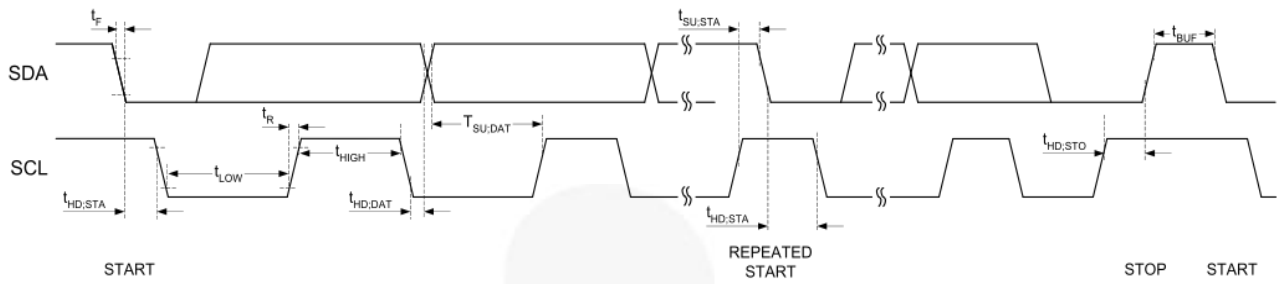 tF
tSU;STA
tBUF
SDA
tR
TSU;DAT
tHIGH
tHD;STO
SCL
tLOW
tHD;STA
tHD;DAT
tHD;STA
START
REPEATED
START
STOP
START